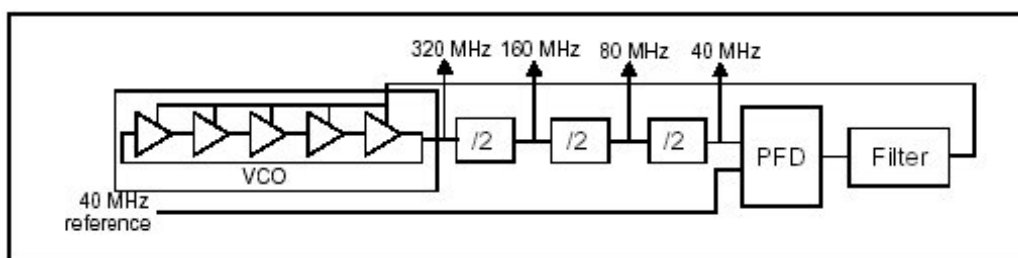 320 MHz 160 MHz 80 MHz 40 MHz
/2 /2 /2 PFD Filter
VCO
40 MHz
reference